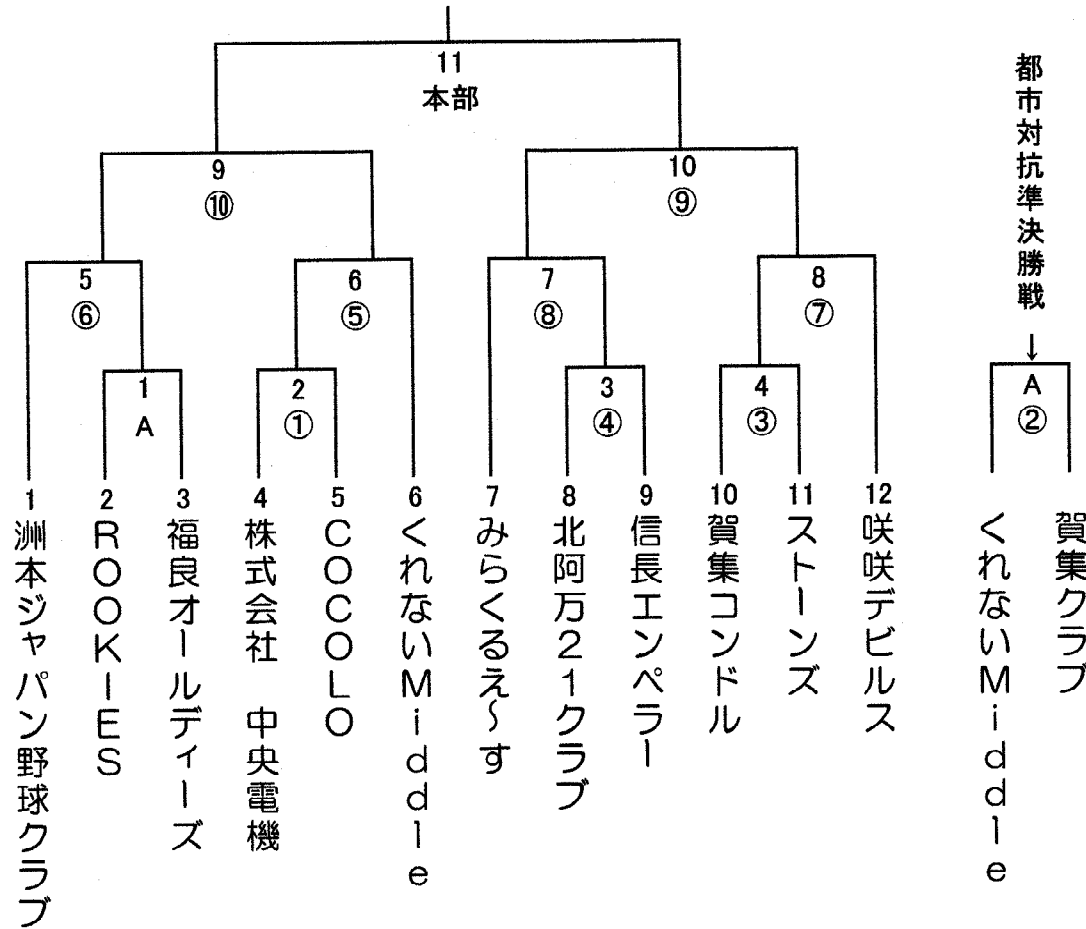 11
本部
都市対抗準決勝戦
↓
9
⑩
10
⑨
5
⑥
6
⑤
7
⑧
8
⑦
1
A
2
①
3
④
4
③
A
②
1
洲本ジャパン野球クラブ
2
ROOKIES
3
福良オールディーズ
4
株式会社 中央電機
5
COCOLO
6
くれないMiddle
7
みらくるえ~す
8
北阿万21クラブ
9
信長エンペラー
10
賀集コンドル
11
ストーンズ
12
咲咲デビルス
くれないMiddle
賀集クラブ